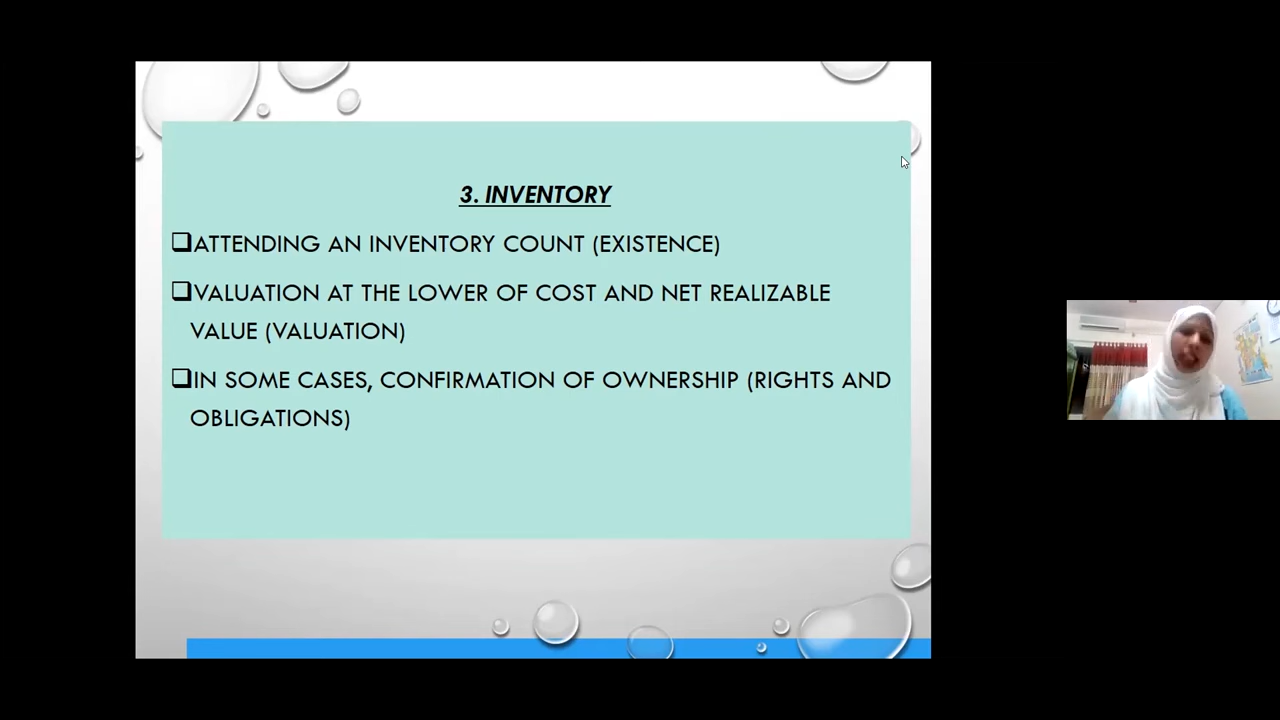 3. INVENTORY
❑ATTENDING AN INVENTORY COUNT (EXISTENCE)
❑VALUATION AT THE LOWER OF COST AND NET REALIZABLE
VALUE (VALUATION)
❑IN SOME CASES, CONFIRMATION OF OWNERSHIP (RIGHTS AND
OBLIGATIONS)